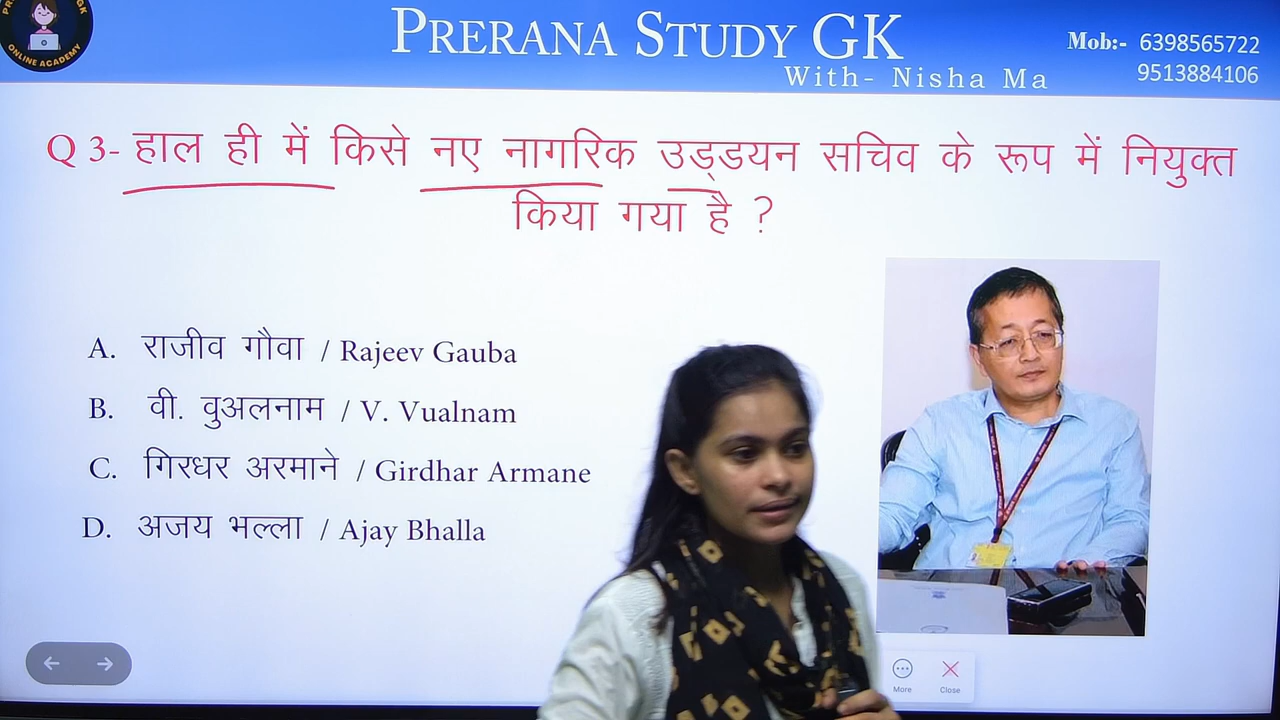 PRERANA STUDY GK
With- Nisha Ma
Mob:- 6398565722
9513884106
ONLINE ACADEMY
Q 3- हाल ही में किसे नए नागरिक उड्डयन सचिव के रूप में नियुक्त
किया गया है ?
A. राजीव गौवा / Rajeev Gauba
B. वी. वुअलनाम / V. Vualnam
C. गिरधर अरमाने / Girdhar Armane
D. अजय भल्ला / Ajay Bhalla
More
Close